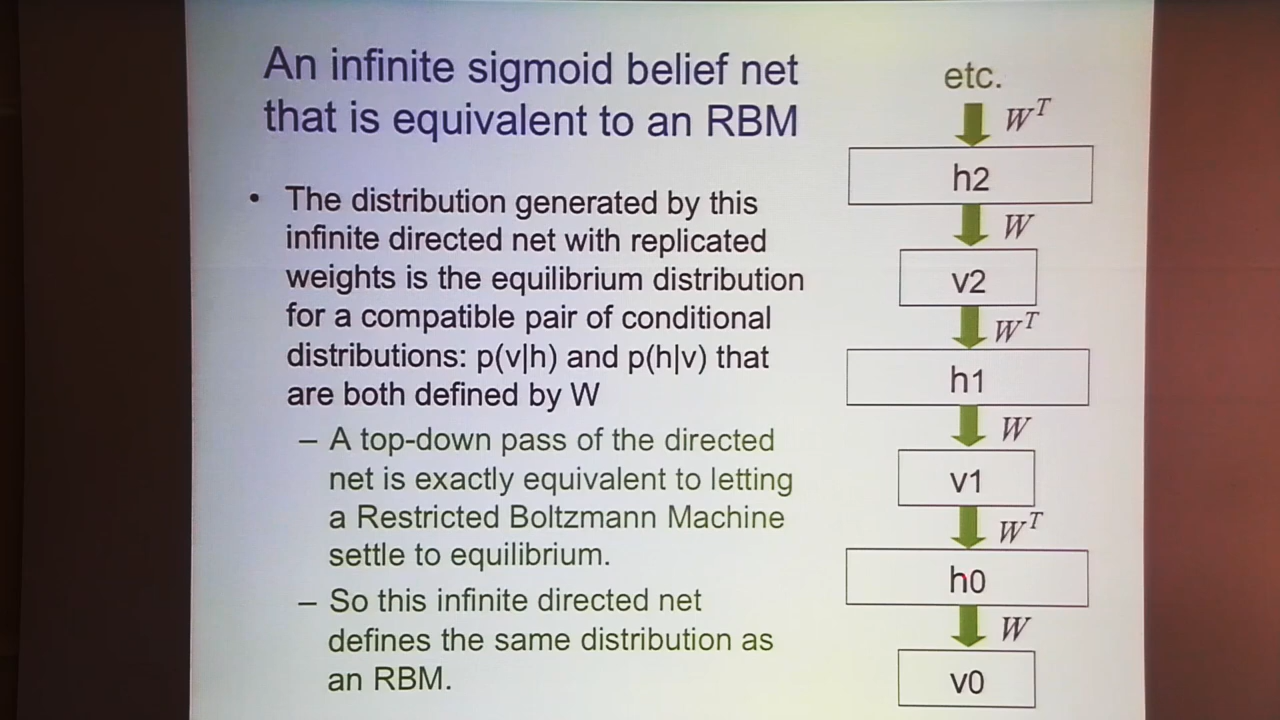 An infinite sigmoid belief net
that is equivalent to an RBM
• The distribution generated by this
infinite directed net with replicated
weights is the equilibrium distribution
for a compatible pair of conditional
distributions: p(v|h) and p(h|v) that
are both defined by W
– A top-down pass of the directed
net is exactly equivalent to letting
a Restricted Boltzmann Machine
settle to equilibrium.
– So this infinite directed net
defines the same distribution as
an RBM.
etc.
W^T
h2
W
v2
W^T
h1
W
v1
W^T
h0
W
v0